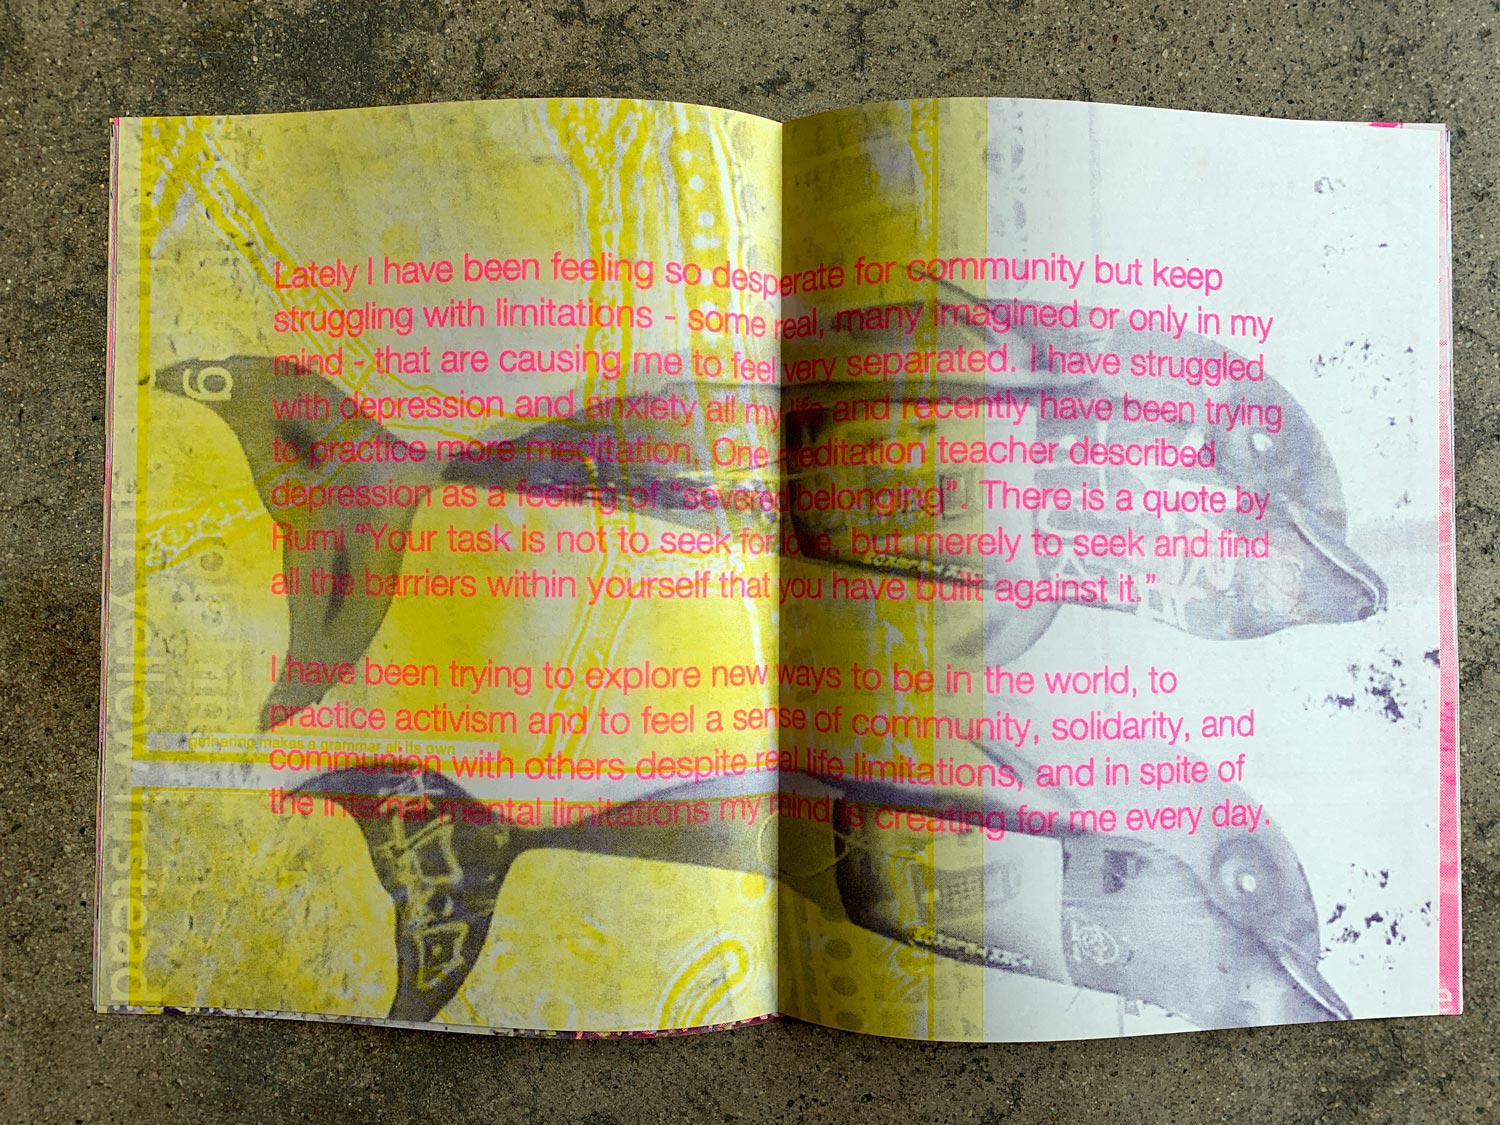 Lately I have been feeling so desperate for community but keep
struggling with limitations - some real, many imagined or only in my
mind - that are causing me to feel very separated. I have struggled
with depression and anxiety all my life and recently have been trying
to practice more meditation. One meditation teacher described
depression as a feeling of “severed belonging”. There is a quote by
Rumi “Your task is not to seek for love, but merely to seek and find
all the barriers within yourself that you have built against it.”
I have been trying to explore new ways to be in the world, to
practice activism and to feel a sense of community, solidarity, and
communion with others despite real life limitations, and in spite of
the internal mental limitations my mind is creating for me every day.
gathering makes a grammar all its own
yellow instead
6
e